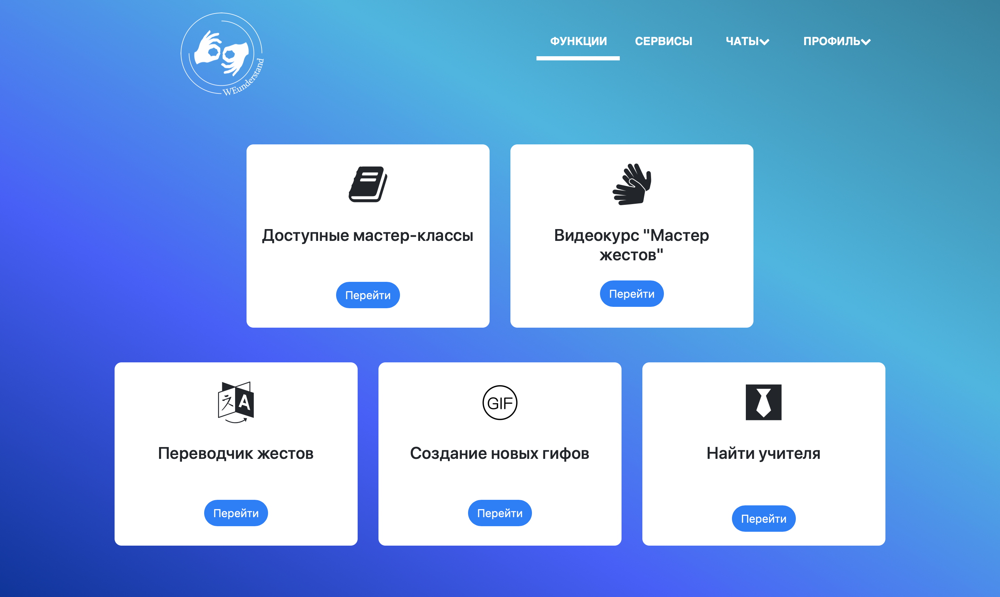 WEunderstand
ФУНКЦИИ СЕРВИСЫ ЧАТЫ ПРОФИЛЬ
Доступные мастер-классы
Перейти
Видеокурс "Мастер
жестов"
Перейти
A
Переводчик жестов
Перейти
GIF
Создание новых гифов
Перейти
Найти учителя
Перейти